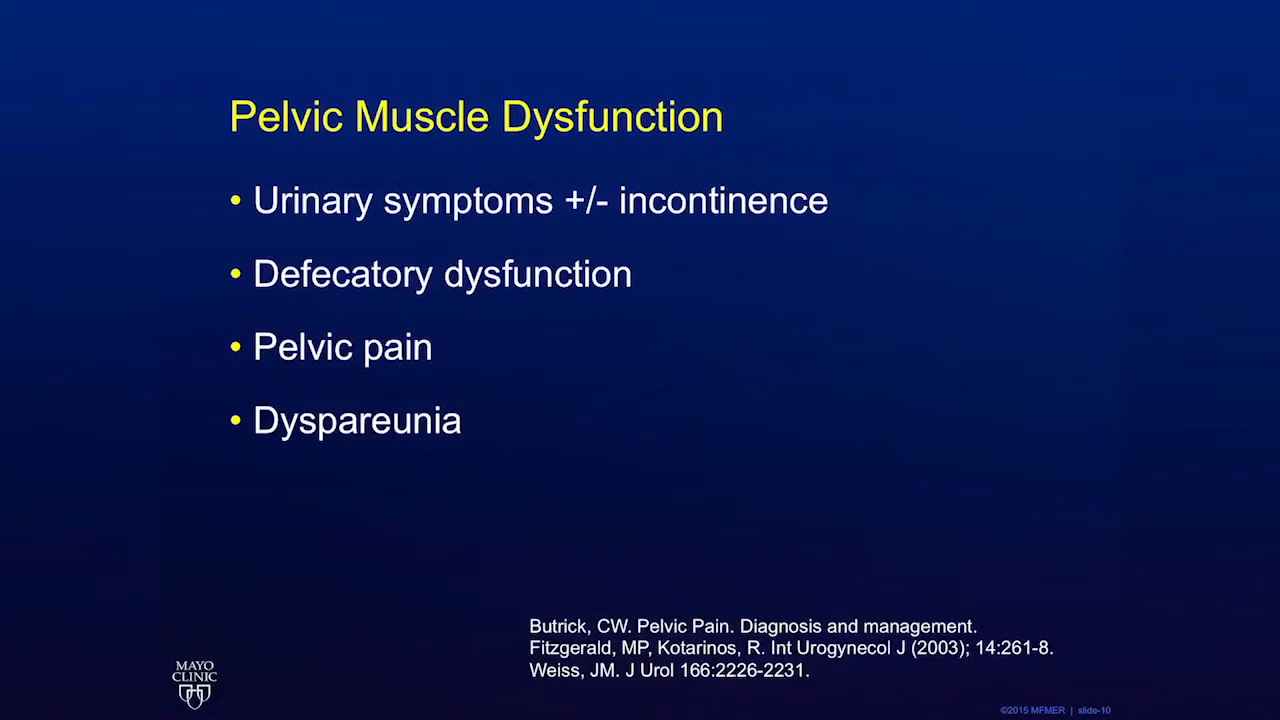 Pelvic Muscle Dysfunction
• Urinary symptoms +/- incontinence
• Defecatory dysfunction
• Pelvic pain
• Dyspareunia
Butrick, CW. Pelvic Pain. Diagnosis and management.
Fitzgerald, MP, Kotarinos, R. Int Urogynecol J (2003); 14:261-8.
Weiss, JM. J Urol 166:2226-2231.
MAYO
CLINIC
©2015 MFMER | slide-10